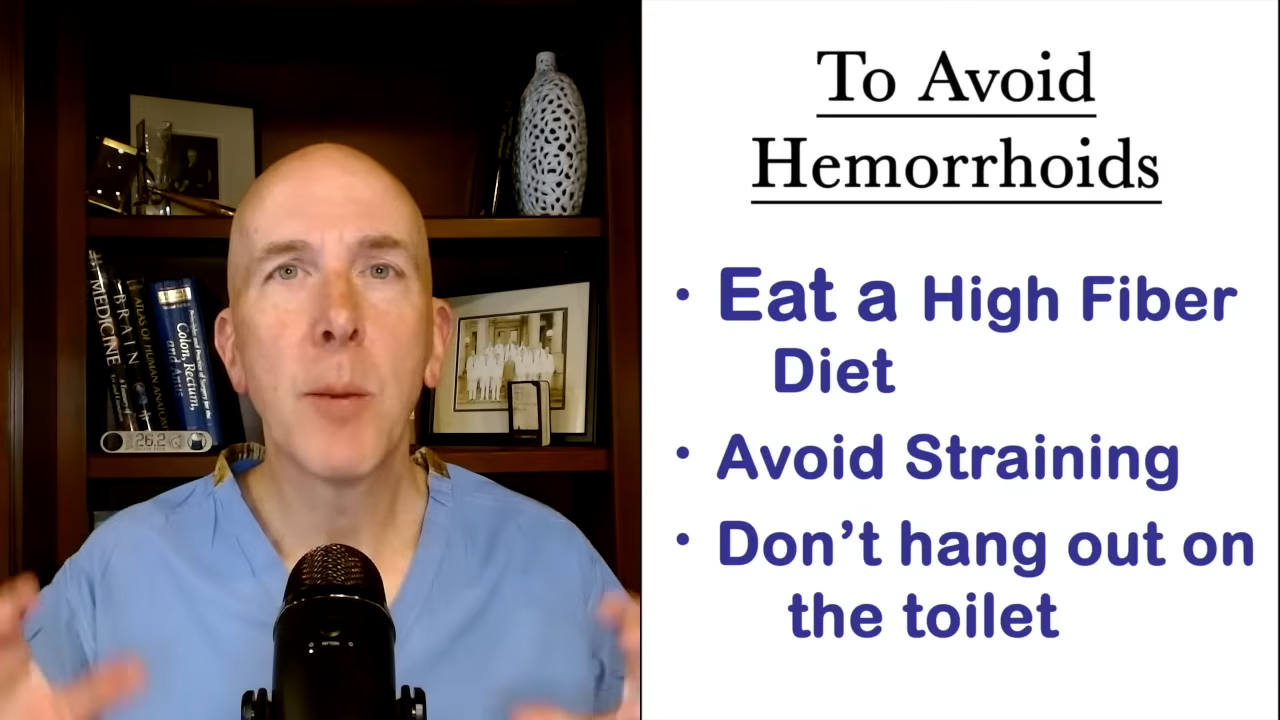 To Avoid
Hemorrhoids
• Eat a High Fiber
Diet
• Avoid Straining
• Don't hang out on
the toilet
MEDICINE
BRAIN
ATLAS OF HUMAN ANATOMY
Colon, Rectum,
and Anus
26.2